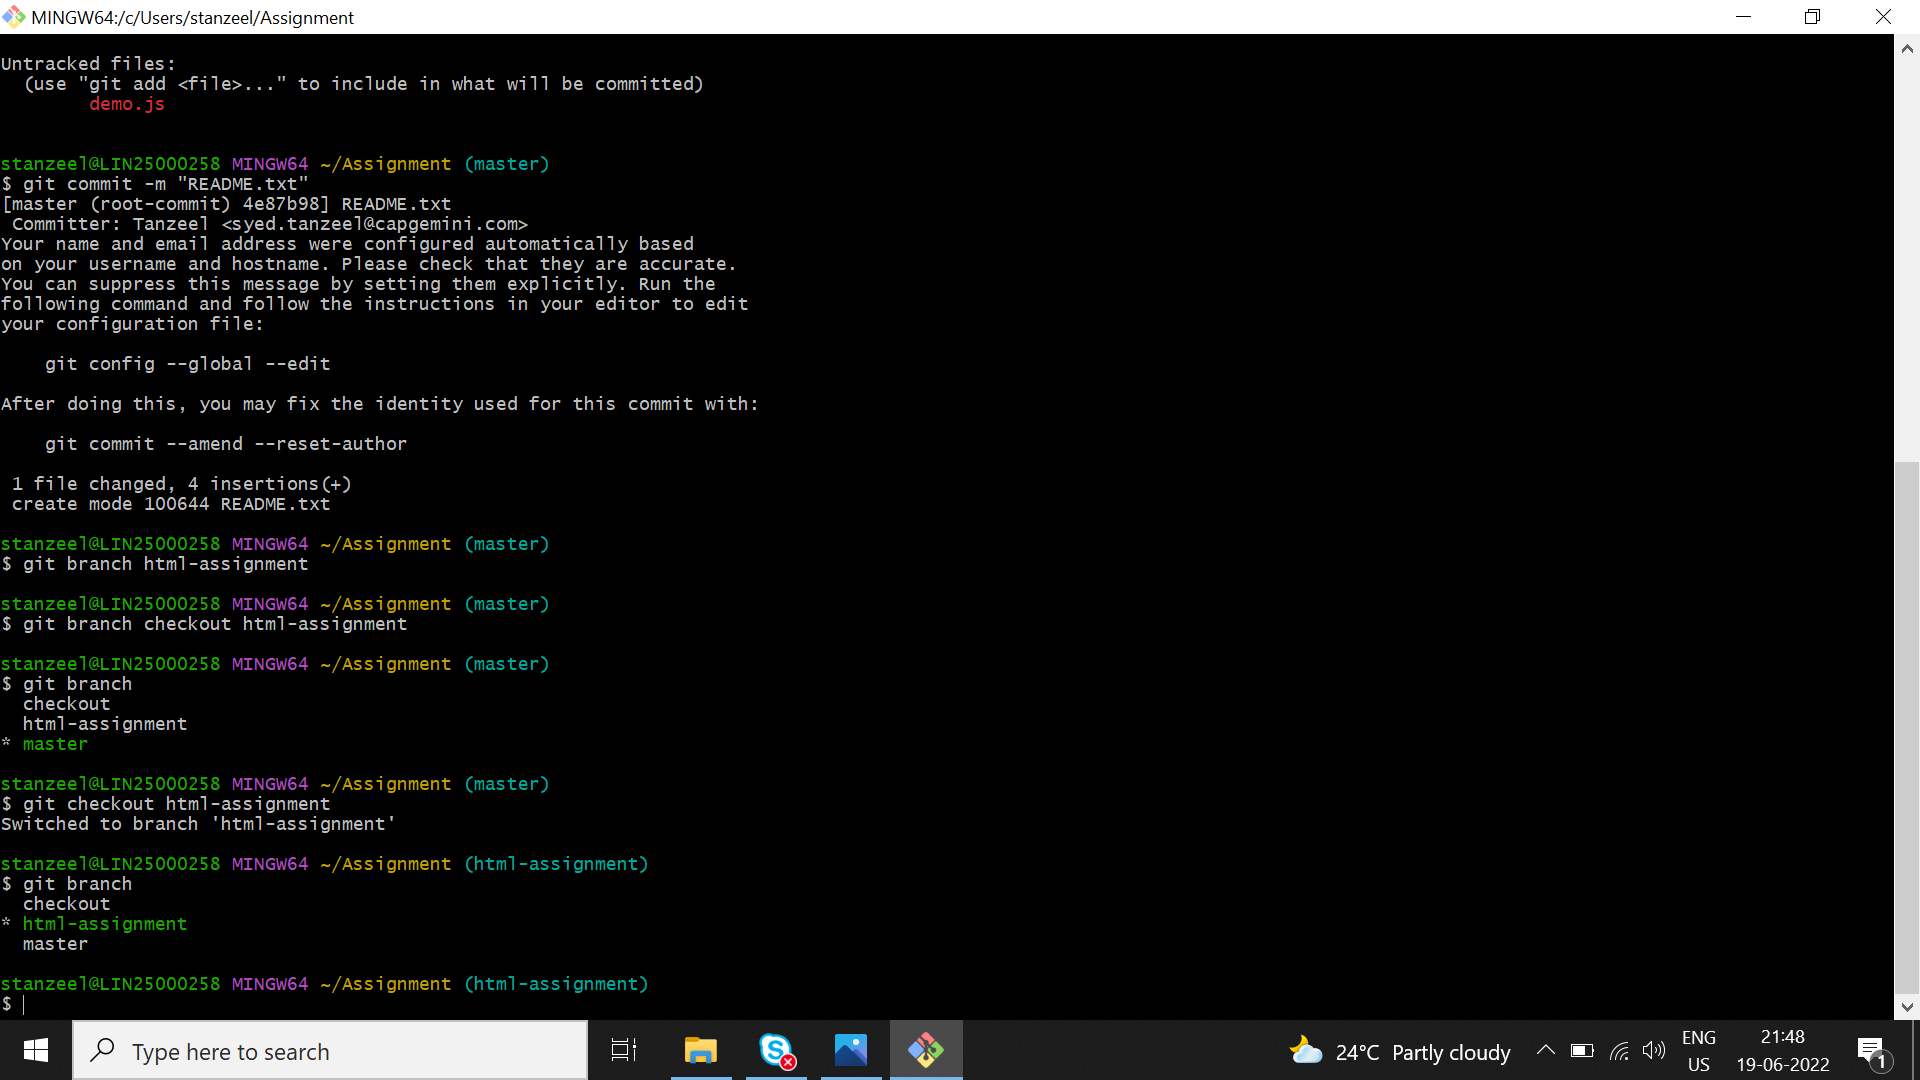 MINGW64:/c/Users/stanzeel/Assignment
Untracked files:
  (use "git add <file>..." to include in what will be committed)
        demo.js
stanzeel@LIN25000258 MINGW64 ~/Assignment (master)
$ git commit -m "README.txt"
[master (root-commit) 4e87b98] README.txt
 Committer: Tanzeel <syed.tanzeel@capgemini.com>
Your name and email address were configured automatically based
on your username and hostname. Please check that they are accurate.
You can suppress this message by setting them explicitly. Run the
following command and follow the instructions in your editor to edit
your configuration file:
    git config --global --edit
After doing this, you may fix the identity used for this commit with:
    git commit --amend --reset-author
 1 file changed, 4 insertions(+)
 create mode 100644 README.txt
stanzeel@LIN25000258 MINGW64 ~/Assignment (master)
$ git branch html-assignment
stanzeel@LIN25000258 MINGW64 ~/Assignment (master)
$ git branch checkout html-assignment
stanzeel@LIN25000258 MINGW64 ~/Assignment (master)
$ git branch
  checkout
  html-assignment
* master
stanzeel@LIN25000258 MINGW64 ~/Assignment (master)
$ git checkout html-assignment
Switched to branch 'html-assignment'
stanzeel@LIN25000258 MINGW64 ~/Assignment (html-assignment)
$ git branch
  checkout
* html-assignment
  master
stanzeel@LIN25000258 MINGW64 ~/Assignment (html-assignment)
$
Type here to search
24°C Partly cloudy
ENG
US
21:48
19-06-2022
1